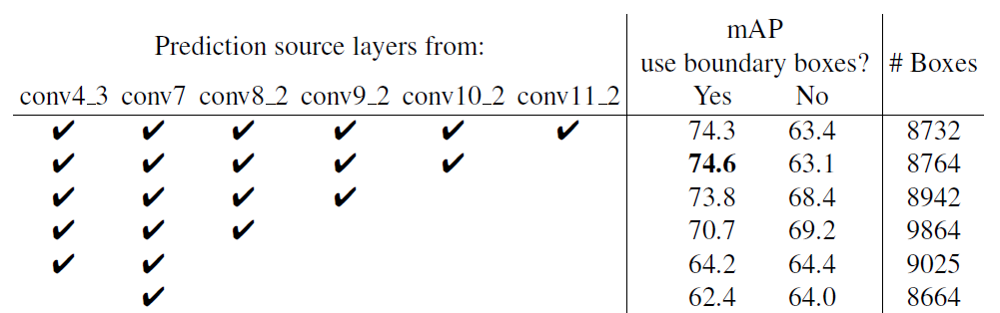 Prediction source layers from:
mAP
use boundary boxes? # Boxes
conv4_3 conv7 conv8_2 conv9_2 conv10_2 conv11_2 Yes No
✔ ✔ ✔ ✔ ✔ ✔ 74.3 63.4 8732
✔ ✔ ✔ ✔ ✔ 74.6 63.1 8764
✔ ✔ ✔ ✔ 73.8 68.4 8942
✔ ✔ ✔ 70.7 69.2 9864
✔ ✔ 64.2 64.4 9025
✔ 62.4 64.0 8664